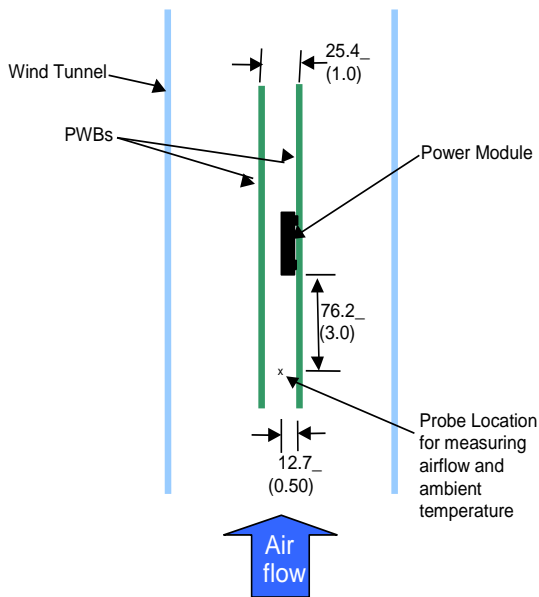 25.4_
(1.0)
Wind Tunnel
PWBs
Power Module
76.2_
(3.0)
x
Probe Location
for measuring
airflow and
ambient
temperature
12.7_
(0.50)
Air
flow